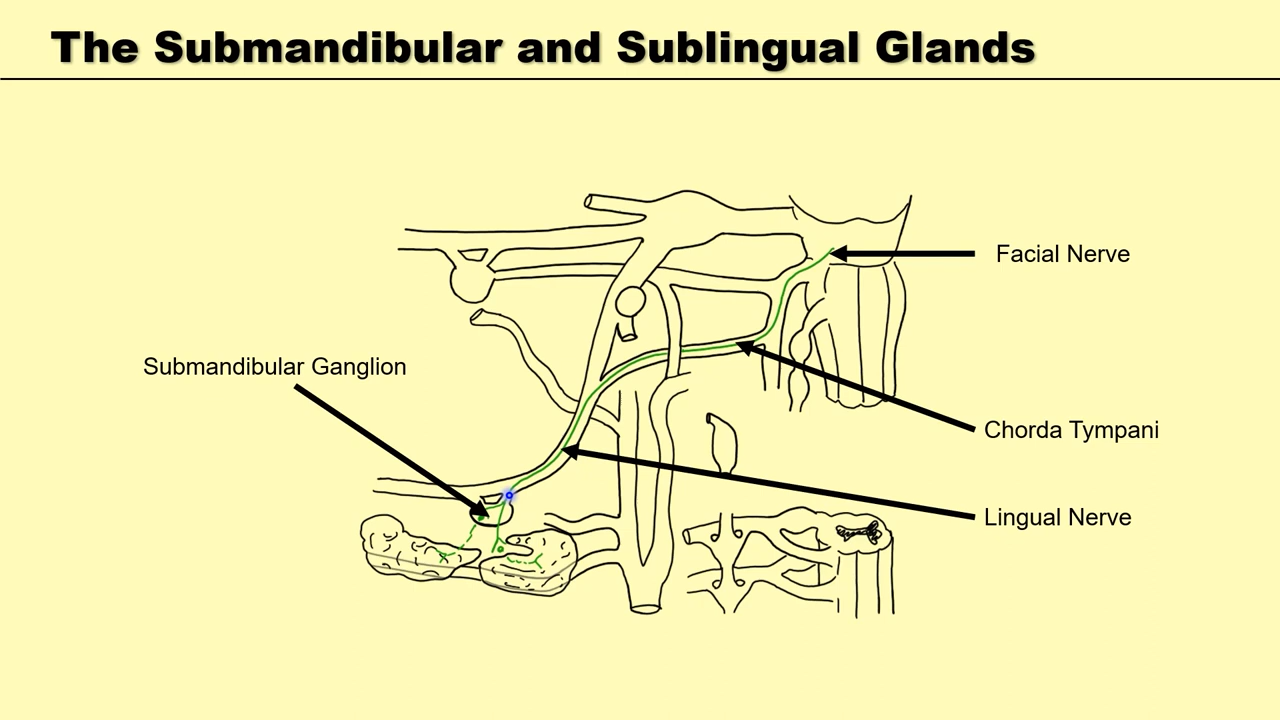 The Submandibular and Sublingual Glands
Facial Nerve
Submandibular Ganglion
Chorda Tympani
Lingual Nerve